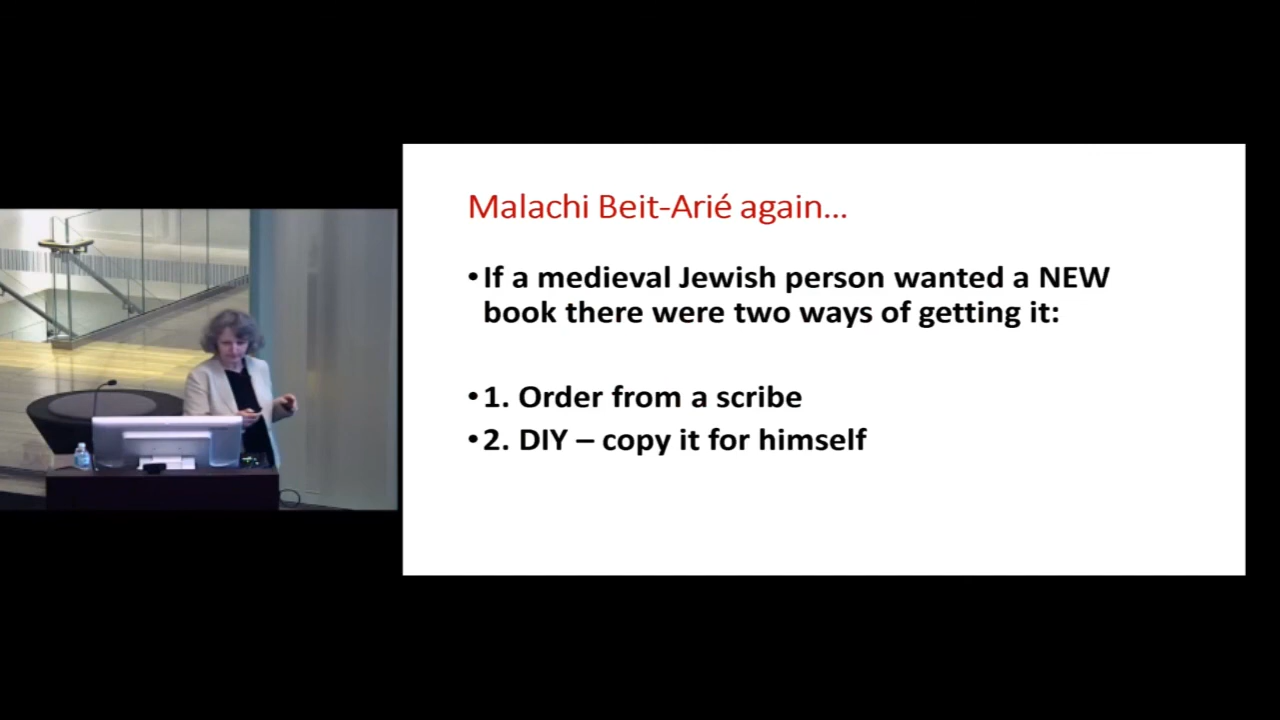 Malachi Beit-Arié again...
•If a medieval Jewish person wanted a NEW
book there were two ways of getting it:
•1. Order from a scribe
•2. DIY – copy it for himself